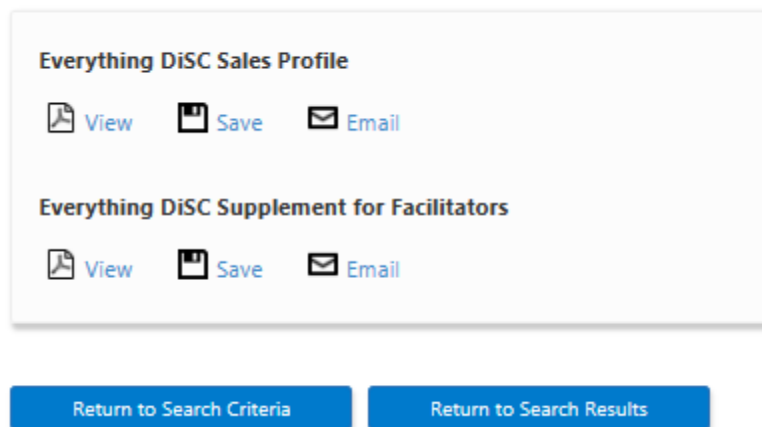 Everything DiSC Sales Profile
View Save Email
Everything DiSC Supplement for Facilitators
View Save Email
Return to Search Criteria Return to Search Results